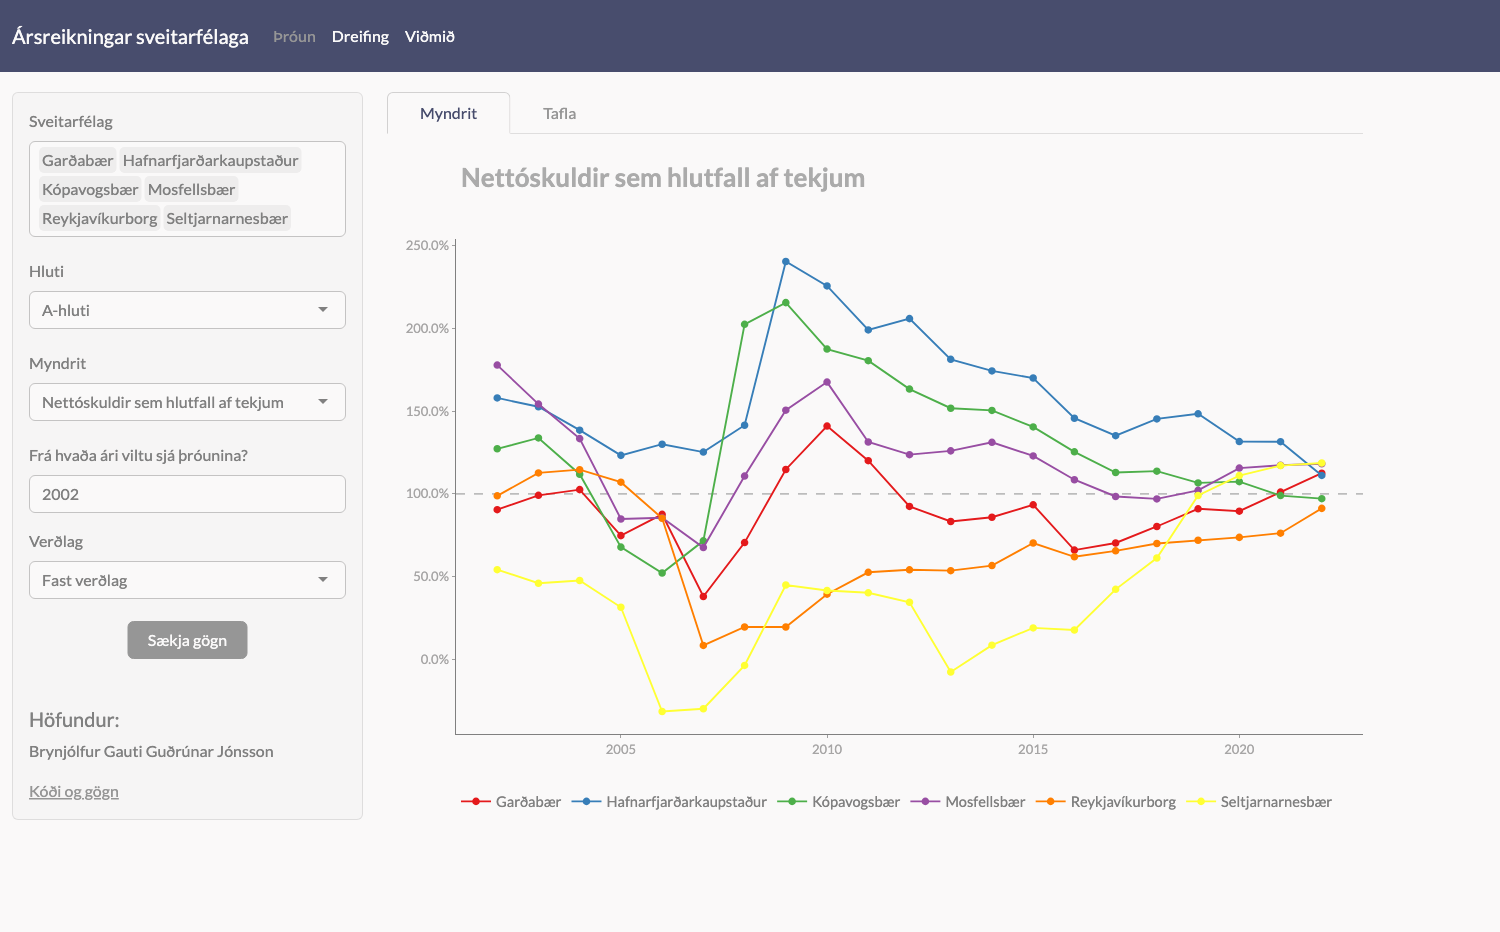 Ársreikningar sveitarfélaga Þróun Dreifing Viðmið
Sveitarfélag
Garðabær Hafnarfjarðarkaupstaður
Kópavogsbær Mosfellsbær
Reykjavíkurborg Seltjarnarnesbær
Hluti
A-hluti
Myndrit
Nettóskuldir sem hlutfall af tekjum
Frá hvaða ári viltu sjá þróunina?
2002
Verðlag
Fast verðlag
Sækja gögn
Höfundur:
Brynjólfur Gauti Guðrúnar Jónsson
Kóði og gögn
Myndrit Tafla
Nettóskuldir sem hlutfall af tekjum
250.0%
200.0%
150.0%
100.0%
50.0%
0.0%
2005 2010 2015 2020
Garðabær Hafnarfjarðarkaupstaður Kópavogsbær Mosfellsbær Reykjavíkurborg Seltjarnarnesbær